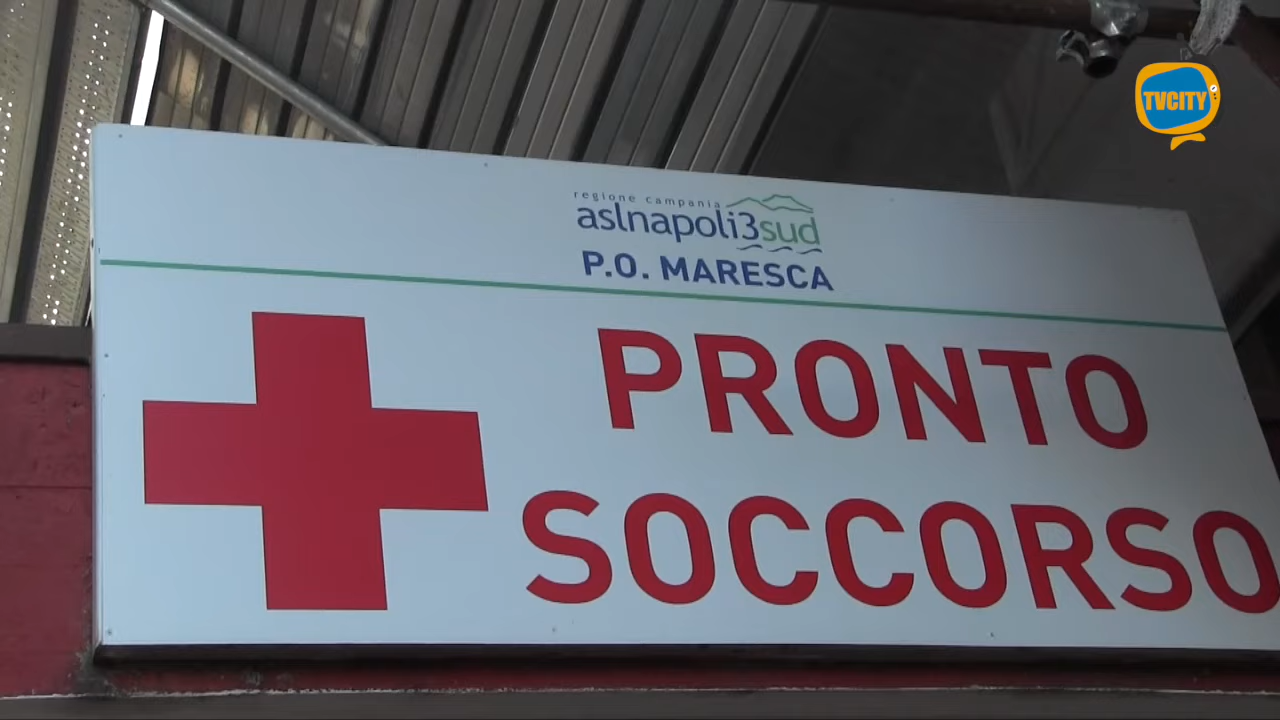 TVCITY
regione campania
aslnapoli3sud
P.O. MARESCA
PRONTO
SOCCORSO